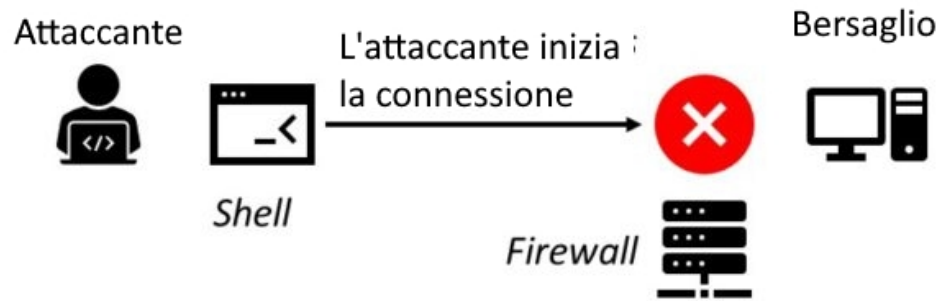 Attaccante
L'attaccante inizia
la connessione
Bersaglio
Shell
Firewall